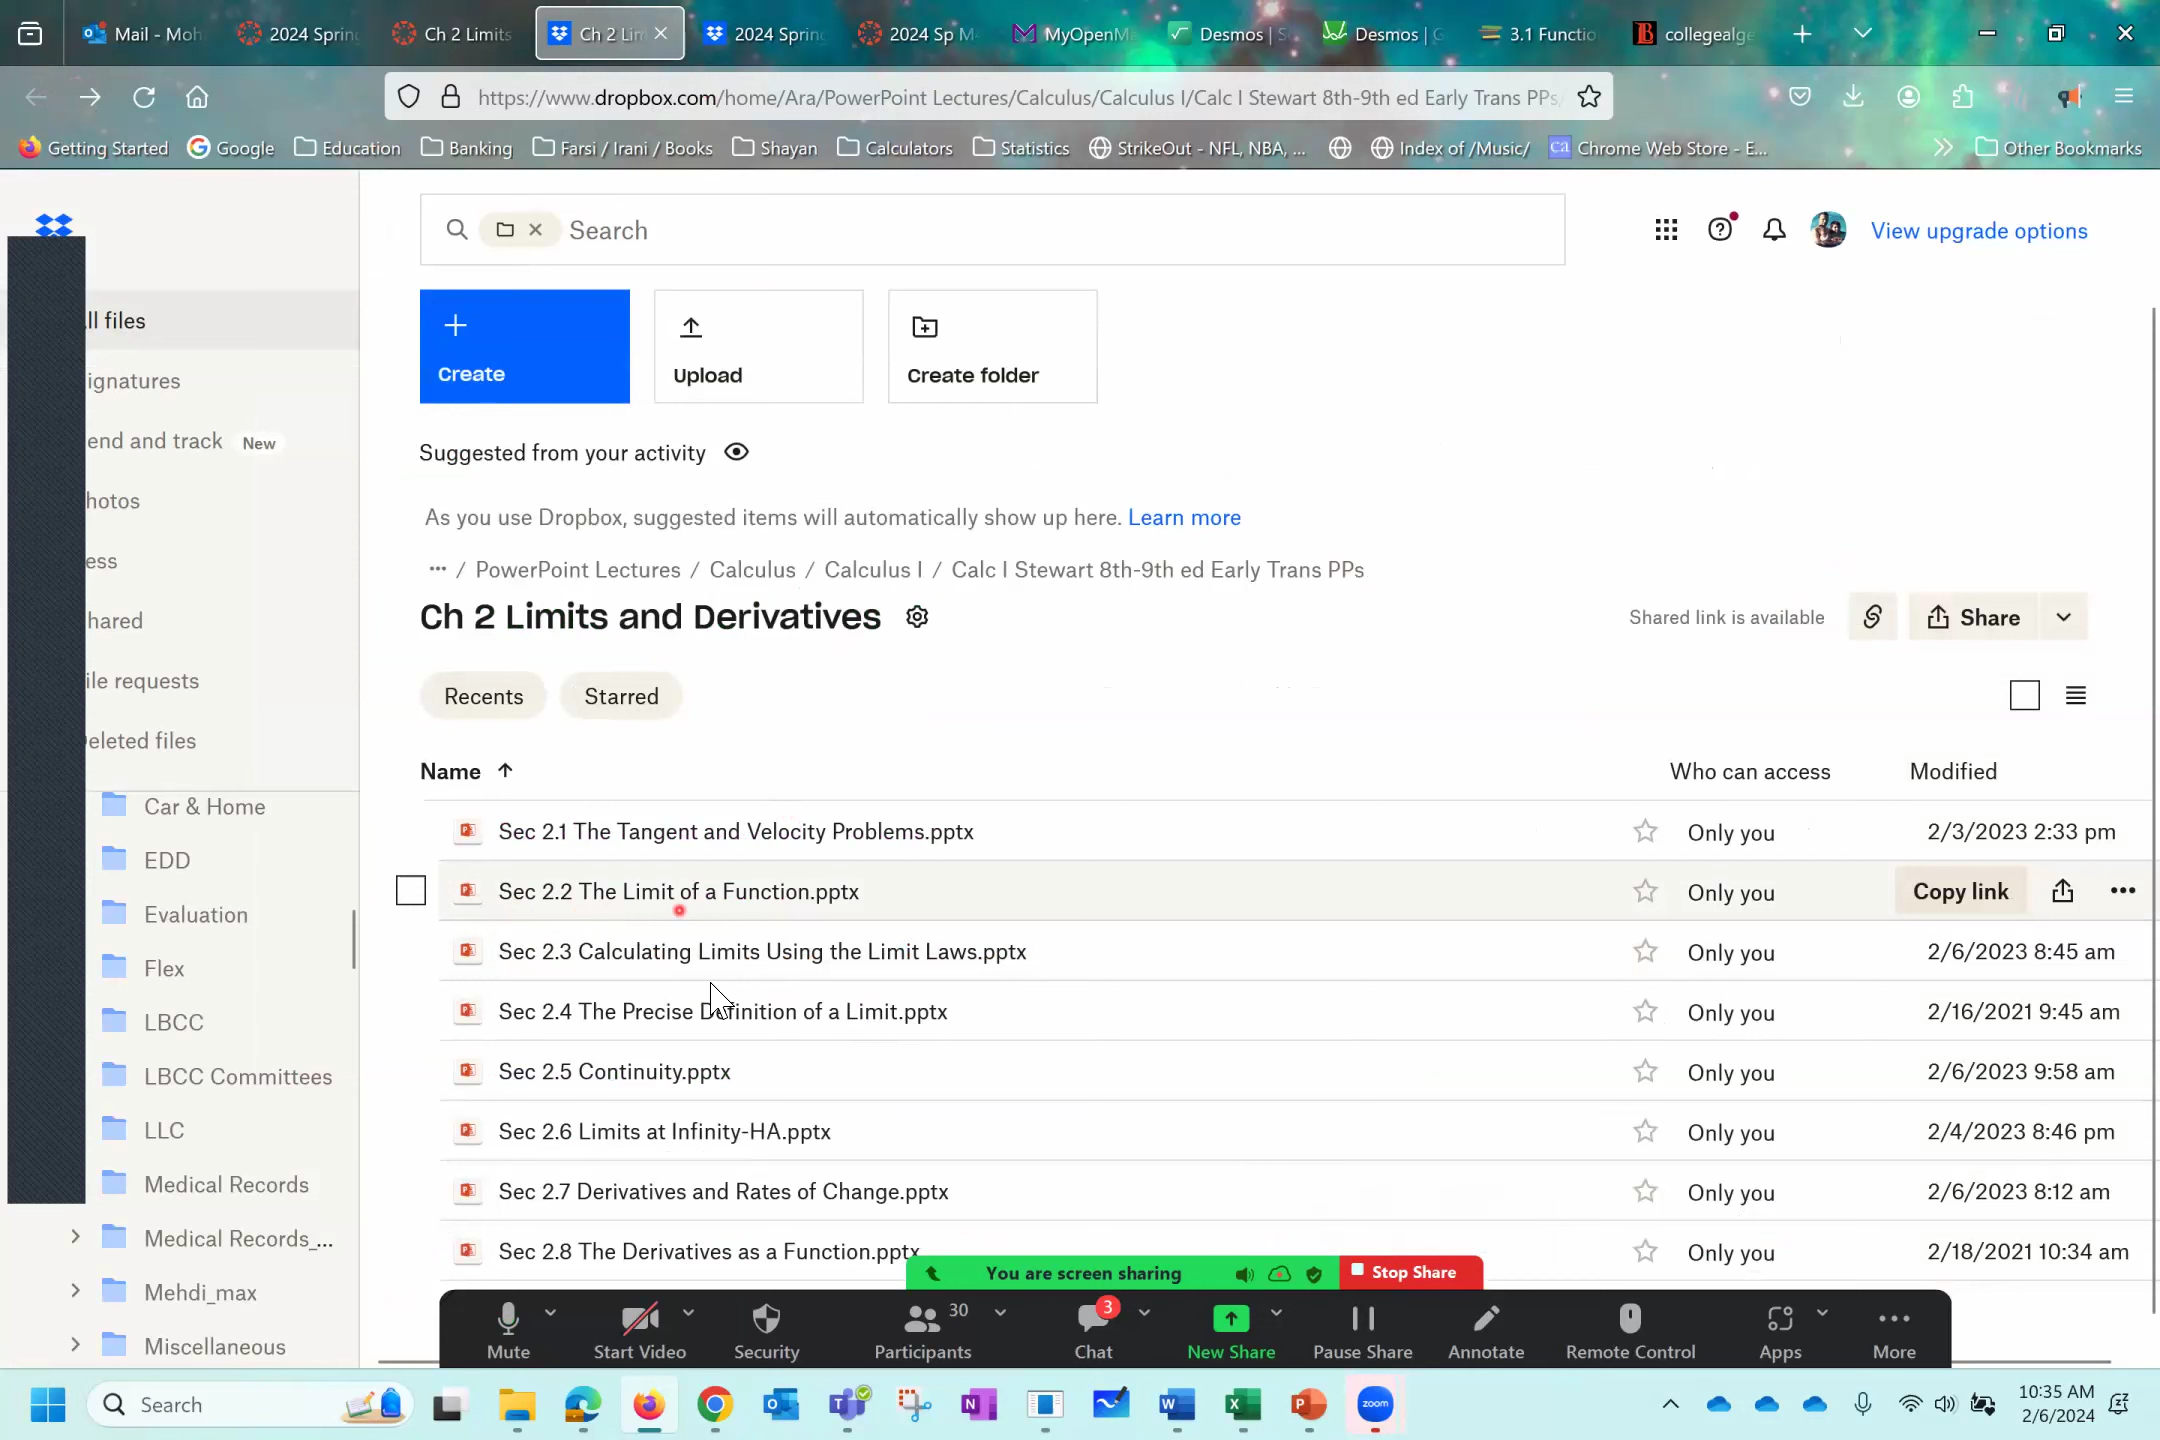 Mail - Moh
2024 Spring
Ch 2 Limits
Ch 2 Lim
2024 Spring
2024 Sp M
MyOpenMa
Desmos | S
Desmos | G
3.1 Functio
collegealge
https://www.dropbox.com/home/Ara/PowerPoint Lectures/Calculus/Calculus I/Calc I Stewart 8th-9th ed Early Trans PPs/
Getting Started
Google
Education
Banking
Farsi / Irani / Books
Shayan
Calculators
Statistics
StrikeOut - NFL, NBA, ...
Index of /Music/
Chrome Web Store - E...
Other Bookmarks
Search
View upgrade options
ll files
ignatures
end and track New
hotos
ess
hared
ile requests
eleted files
Car & Home
EDD
Evaluation
Flex
LBCC
LBCC Committees
LLC
Medical Records
Medical Records_...
Mehdi_max
Miscellaneous
Create
Upload
Create folder
Suggested from your activity
As you use Dropbox, suggested items will automatically show up here. Learn more
... / PowerPoint Lectures / Calculus / Calculus I / Calc I Stewart 8th-9th ed Early Trans PPs
Ch 2 Limits and Derivatives
Shared link is available
Share
Recents
Starred
Name Who can access Modified
Sec 2.1 The Tangent and Velocity Problems.pptx Only you 2/3/2023 2:33 pm
Sec 2.2 The Limit of a Function.pptx Only you Copy link
Sec 2.3 Calculating Limits Using the Limit Laws.pptx Only you 2/6/2023 8:45 am
Sec 2.4 The Precise Definition of a Limit.pptx Only you 2/16/2021 9:45 am
Sec 2.5 Continuity.pptx Only you 2/6/2023 9:58 am
Sec 2.6 Limits at Infinity-HA.pptx Only you 2/4/2023 8:46 pm
Sec 2.7 Derivatives and Rates of Change.pptx Only you 2/6/2023 8:12 am
Sec 2.8 The Derivatives as a Function.pptx Only you 2/18/2021 10:34 am
You are screen sharing
Stop Share
Mute
Start Video
Security
30
Participants
3
Chat
New Share
Pause Share
Annotate
Remote Control
Apps
More
Search
zoom
10:35 AM
2/6/2024